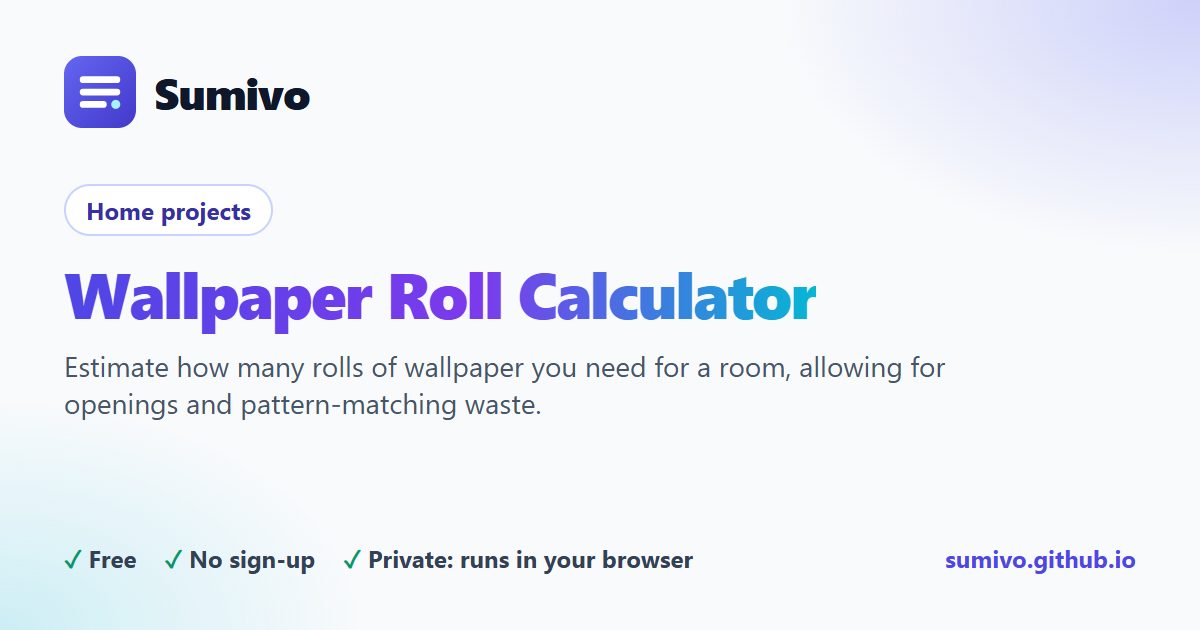 Sumivo
Home projects
Wallpaper Roll Calculator
Estimate how many rolls of wallpaper you need for a room, allowing for
openings and pattern-matching waste.
✓ Free ✓ No sign-up ✓ Private: runs in your browser
sumivo.github.io